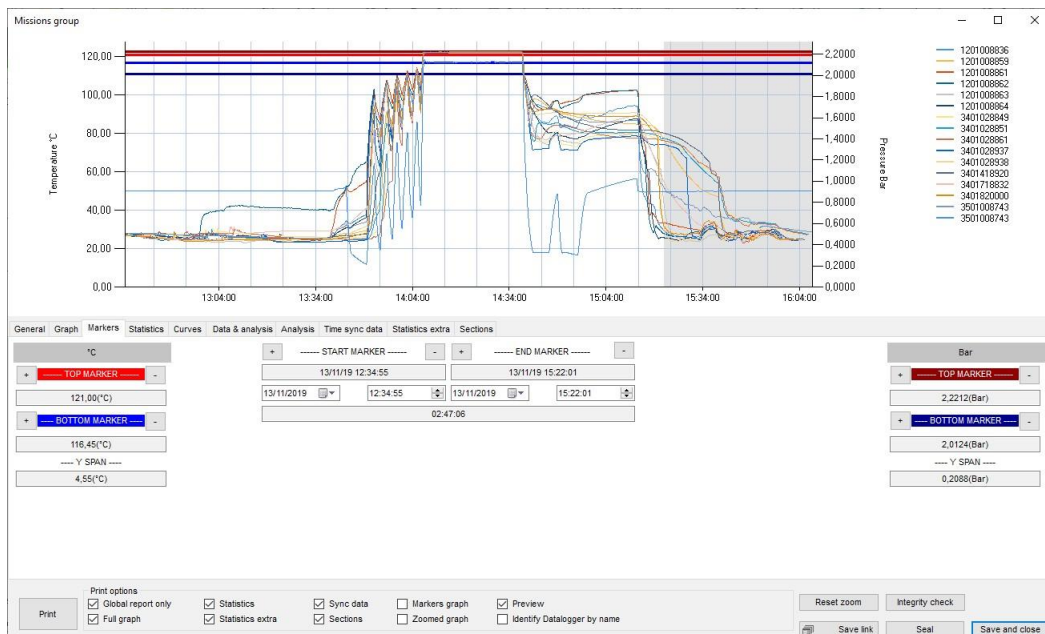 Missions group
120,00
100,00
80,00
60,00
40,00
20,00
0,00
Temperature °C
2,2000
2,0000
1,8000
1,6000
1,4000
1,2000
1,0000
0,8000
0,6000
0,4000
0,2000
0,0000
Pressure Bar
13:04:00 13:34:00 14:04:00 14:34:00 15:04:00 15:34:00 16:04:00
1201008836
1201008859
1201008861
1201008862
1201008863
1201008864
3401028849
3401028851
3401028861
3401028937
3401028938
3401418920
3401718832
3401820000
3501008743
3501008743
General Graph Markers Statistics Curves Data & analysis Analysis Time sync data Statistics extra Sections
°C
+ ----- TOP MARKER ----- -
121,00(°C)
+ ---- BOTTOM MARKER ---- -
116,45(°C)
---- Y SPAN ----
4,55(°C)
+ ------ START MARKER ------ - + ------ END MARKER ------ -
13/11/19 12:34:55 13/11/19 15:22:01
13/11/2019 12:34:55 13/11/2019 15:22:01
02:47:06
Bar
+ ----- TOP MARKER ----- -
2,2212(Bar)
+ ---- BOTTOM MARKER ---- -
2,0124(Bar)
---- Y SPAN ----
0,2088(Bar)
Print
Print options
Global report only Statistics Sync data Markers graph Preview
Full graph Statistics extra Sections Zoomed graph Identify Datalogger by name
Reset zoom Integrity check
Save link Seal Save and close